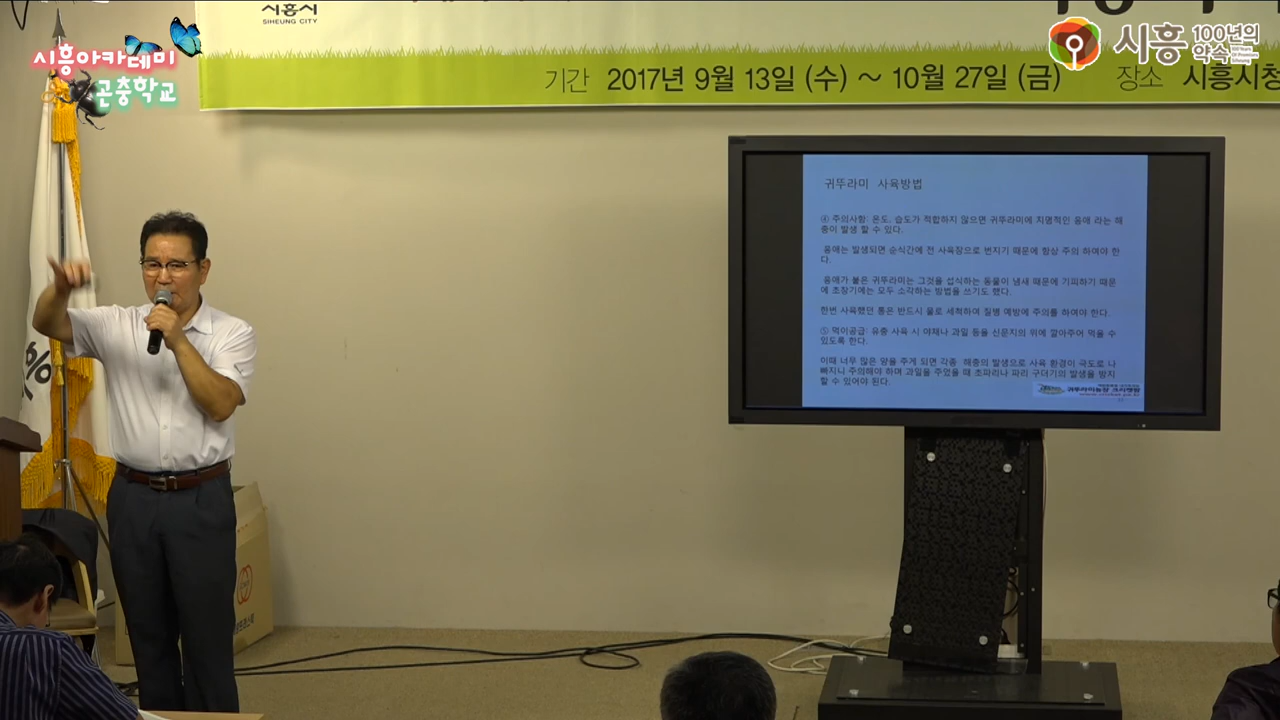 시흥시
SIHEUNG CITY
시흥아카데미
곤충학교
시흥
100년의
약속
기간 2017년 9월 13일 (수) ~ 10월 27일 (금) 장소 시흥시청
귀뚜라미 사육방법
④ 주의사항: 온도, 습도가 적합하지 않으면 귀뚜라미에 치명적인 응애 라는 해
충이 발생 할 수 있다.
응애는 발생되면 순식간에 전 사육장으로 번지기 때문에 항상 주의 하여야 한
다.
응애가 붙은 귀뚜라미는 그것을 섭식하는 동물이 냄새 때문에 기피하기 때문
에 초창기에는 모두 소각하는 방법을 쓰기도 했다.
한번 사육했던 통은 반드시 물로 세척하여 질병 예방에 주의를 하여야 한다.
⑤ 먹이공급: 유충 사육 시 야채나 과일 등을 신문지의 위에 깔아주어 먹을 수
있도록 한다.
이때 너무 많은 양을 주게 되면 각종 해충의 발생으로 사육 환경이 극도로 나
빠지니 주의해야 하며 과일을 주었을 때 초파리나 파리 구더기의 발생을 방지
할 수 있어야 된다.
귀뚜라미농장 크리켓팜